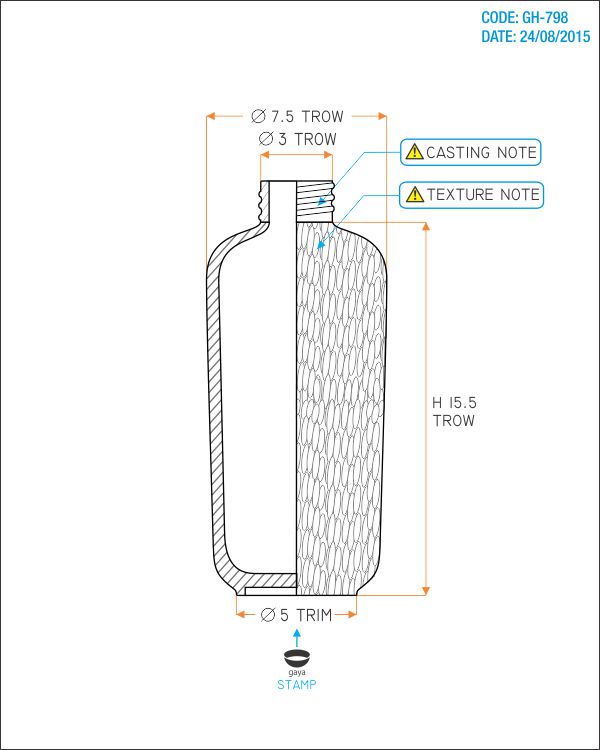 CODE: GH-798
DATE: 24/08/2015
Ø 7.5 TROW
Ø 3 TROW
CASTING NOTE
TEXTURE NOTE
H 15.5
TROW
Ø 5 TRIM
gaya
STAMP